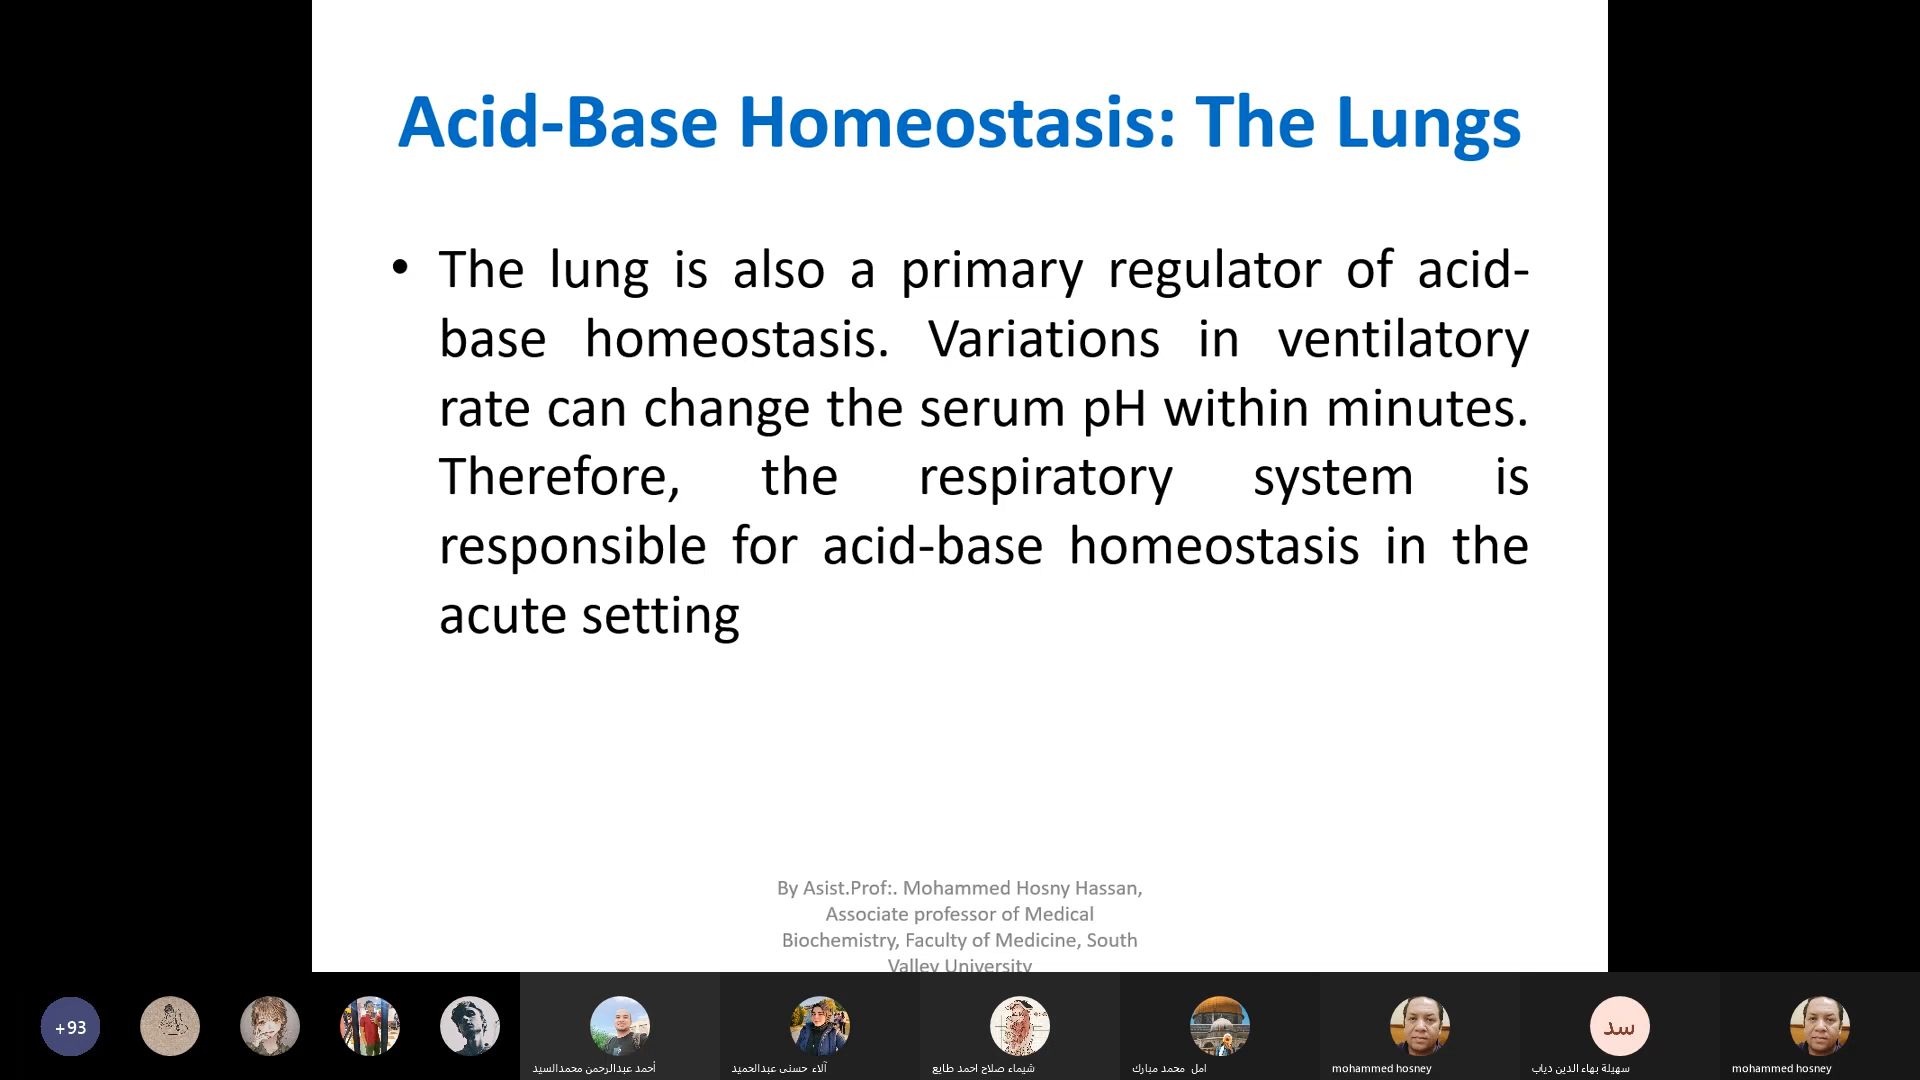 Acid-Base Homeostasis: The Lungs
• The lung is also a primary regulator of acid-
base homeostasis. Variations in ventilatory
rate can change the serum pH within minutes.
Therefore, the respiratory system is
responsible for acid-base homeostasis in the
acute setting
By Asist.Prof:. Mohammed Hosny Hassan,
Associate professor of Medical
Biochemistry, Faculty of Medicine, South
Valley University
+93
سد
أحمد عبدالرحمن محمدالسيد
آلاء حسنى عبدالحميد
شيماء صلاح احمد طايع
امل محمد مبارك
mohammed hosney
سهيلة بهاء الدين دياب
mohammed hosney